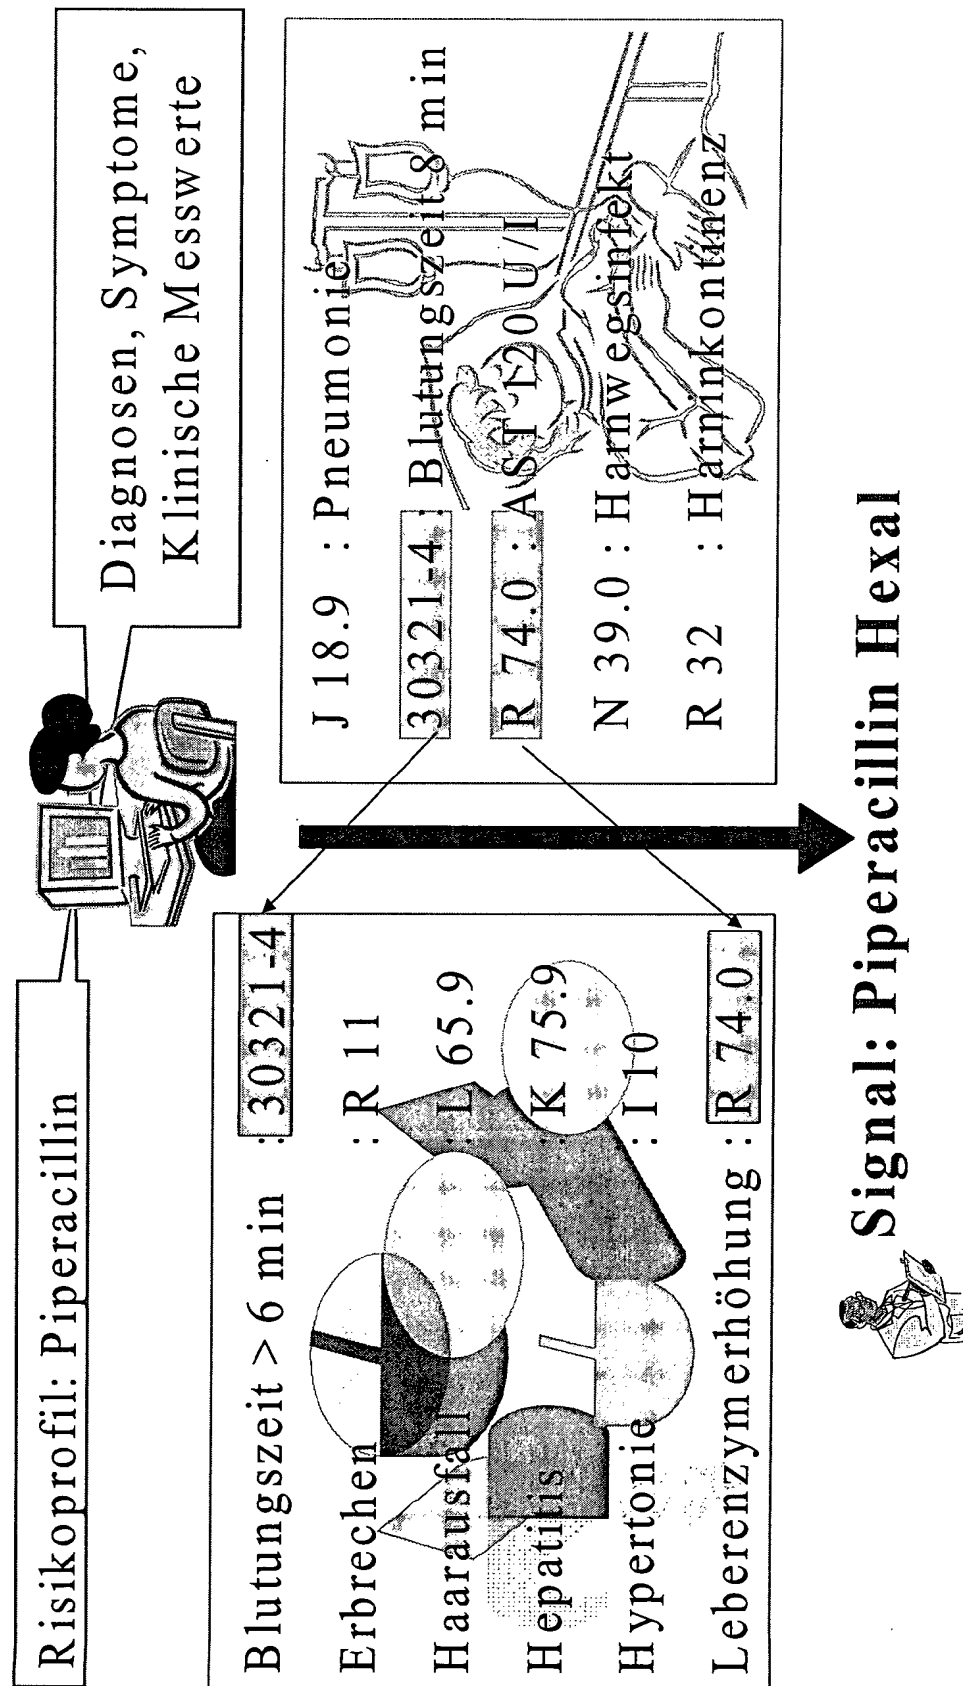 Risikoprofil: Piperacillin
Diagnosen, Symptome,
Klinische Messwerte
Blutungszeit > 6 min : 30321-4
Erbrechen : R 11
Haarausfall : L 65.9
Hepatitis : K 75.9
Hypertonie : I 10
Leberenzymerhöhung : R 74.0
J 18.9 : Pneumonie
30321-4 : Blutungszeit 8 min
R 74.0 : AST 120 U/I
N 39.0 : Harnwegsinfekt
R 32 : Harninkontinenz
Signal: Piperacillin Hexal